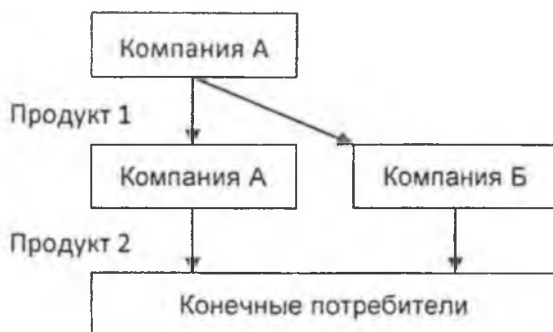 Компания А
Продукт 1
Компания А
Компания Б
Продукт 2
Конечные потребители